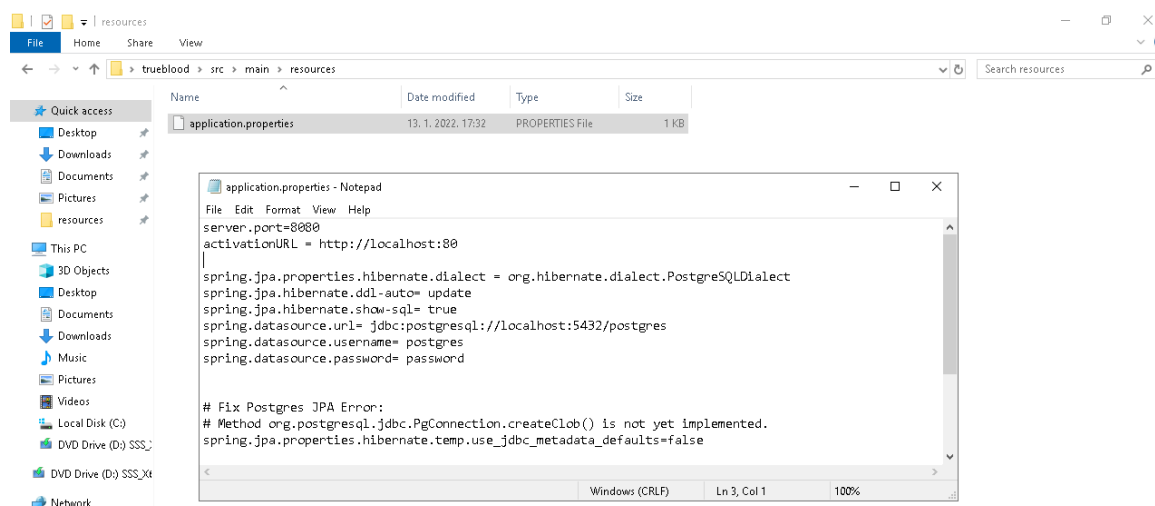 resources
File Home Share View
trueblood > src > main > resources
Search resources
Name Date modified Type Size
application.properties 13. 1. 2022. 17:32 PROPERTIES File 1 KB
Quick access
Desktop
Downloads
Documents
Pictures
resources
This PC
3D Objects
Desktop
Documents
Downloads
Music
Pictures
Videos
Local Disk (C:)
DVD Drive (D:) SSS_
DVD Drive (D:) SSS_X
Network
application.properties - Notepad
File Edit Format View Help
server.port=8080
activationURL = http://localhost:80
spring.jpa.properties.hibernate.dialect = org.hibernate.dialect.PostgreSQLDialect
spring.jpa.hibernate.ddl-auto= update
spring.jpa.hibernate.show-sql= true
spring.datasource.url= jdbc:postgresql://localhost:5432/postgres
spring.datasource.username= postgres
spring.datasource.password= password
# Fix Postgres JPA Error:
# Method org.postgresql.jdbc.PgConnection.createClob() is not yet implemented.
spring.jpa.properties.hibernate.temp.use_jdbc_metadata_defaults=false
Windows (CRLF) Ln 3, Col 1 100%